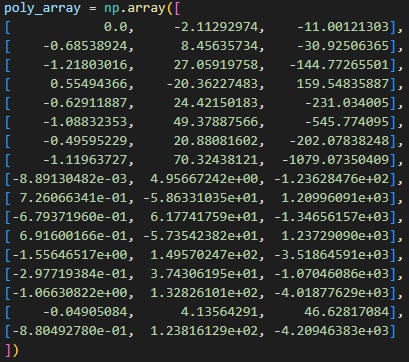 poly_array = np.array([
[ 0.0, -2.11292974, -11.00121303],
[ -0.68538924, 8.45635734, -30.92506365],
[ -1.21803016, 27.05919758, -144.77265501],
[ 0.55494366, -20.36227483, 159.54835887],
[ -0.62911887, 24.42150183, -231.034005],
[ -1.08832353, 49.37887566, -545.774095],
[ -0.49595229, 20.88081602, -202.07838248],
[ -1.11963727, 70.32438121, -1079.07350409],
[-8.89130482e-03, 4.95667242e+00, -1.23628476e+02],
[ 7.26066341e-01, -5.86331035e+01, 1.20996091e+03],
[-6.79371960e-01, 6.17741759e+01, -1.34656157e+03],
[ 6.91600166e-01, -5.73542382e+01, 1.23729090e+03],
[-1.55646517e+00, 1.49570247e+02, -3.51864591e+03],
[-2.97719384e-01, 3.74306195e+01, -1.07046086e+03],
[-1.06630822e+00, 1.32826101e+02, -4.01877629e+03],
[ -0.04905084, 4.13564291, 46.62817084],
[-8.80492780e-01, 1.23816129e+02, -4.20946383e+03]
])